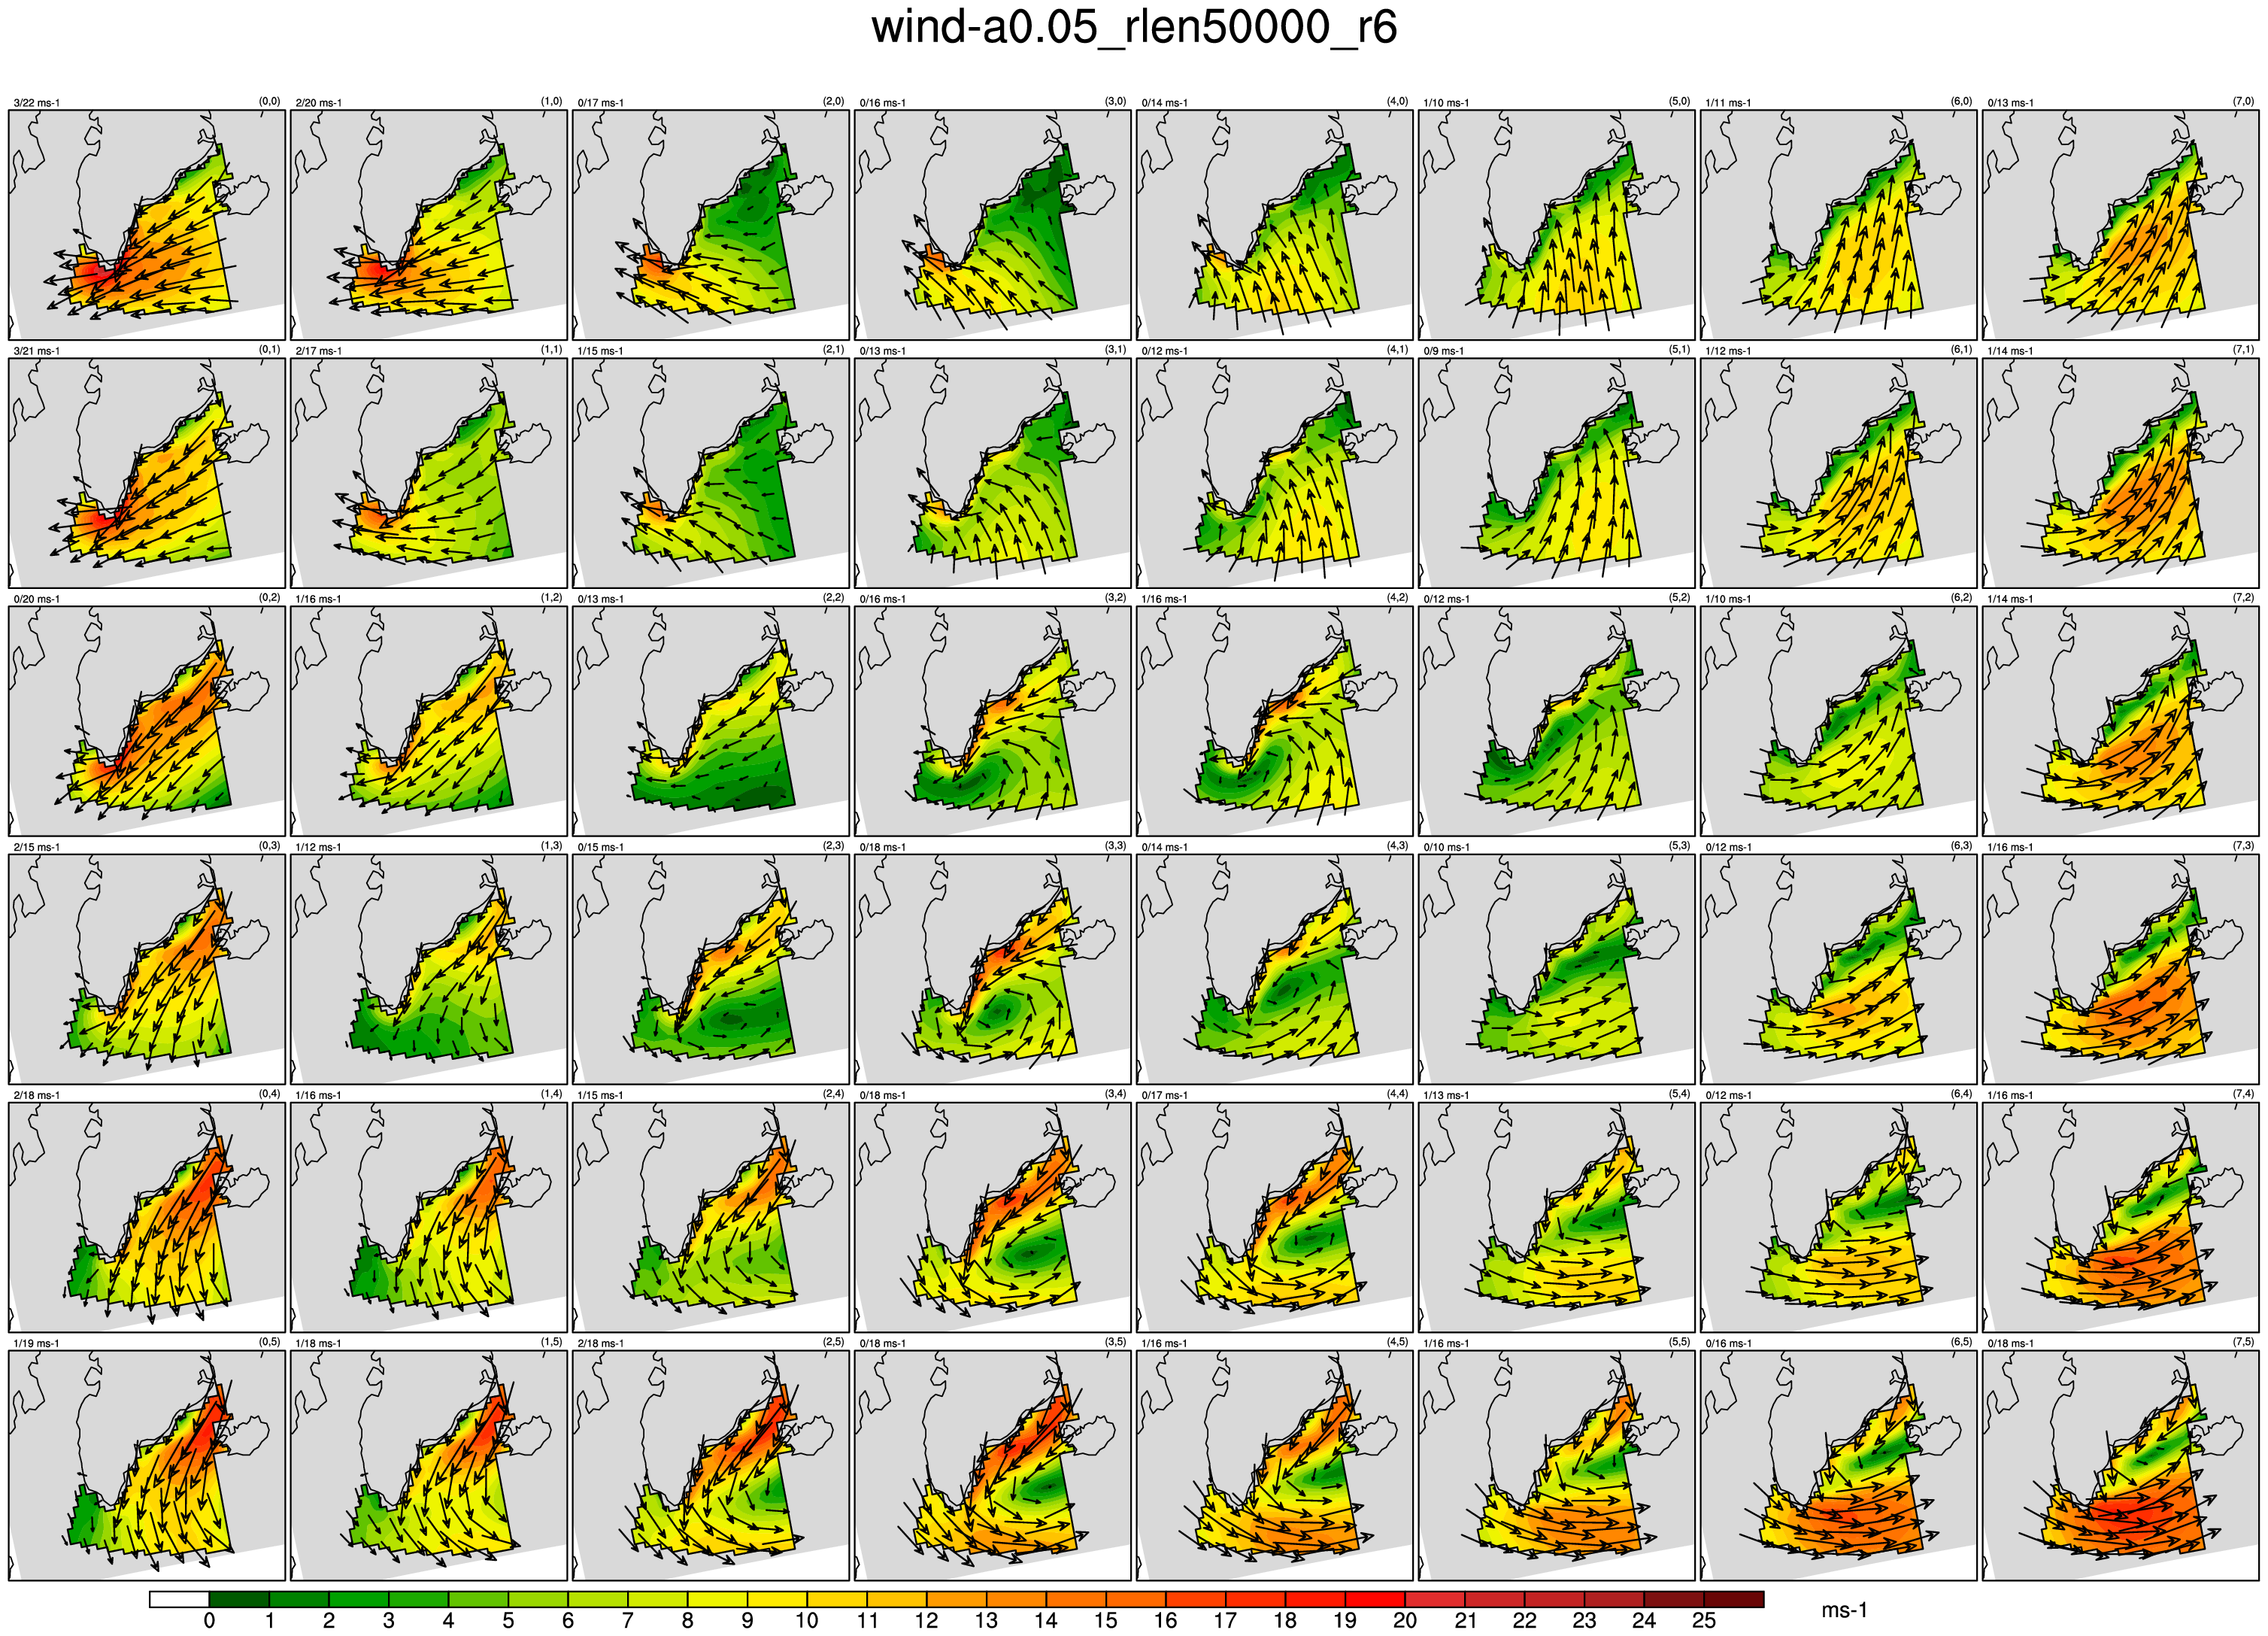 wind-a0.05_rlen50000_r6
3/22 ms-1 (0,0) 2/20 ms-1 (1,0) 0/17 ms-1 (2,0) 0/16 ms-1 (3,0) 0/14 ms-1 (4,0) 1/10 ms-1 (5,0) 1/11 ms-1 (6,0) 0/13 ms-1 (7,0)
3/21 ms-1 (0,1) 2/17 ms-1 (1,1) 1/15 ms-1 (2,1) 0/13 ms-1 (3,1) 0/12 ms-1 (4,1) 0/9 ms-1 (5,1) 1/12 ms-1 (6,1) 1/14 ms-1 (7,1)
0/20 ms-1 (0,2) 1/16 ms-1 (1,2) 0/13 ms-1 (2,2) 0/16 ms-1 (3,2) 1/16 ms-1 (4,2) 0/12 ms-1 (5,2) 1/10 ms-1 (6,2) 1/14 ms-1 (7,2)
2/15 ms-1 (0,3) 1/12 ms-1 (1,3) 0/15 ms-1 (2,3) 0/18 ms-1 (3,3) 0/14 ms-1 (4,3) 0/10 ms-1 (5,3) 0/12 ms-1 (6,3) 1/16 ms-1 (7,3)
2/18 ms-1 (0,4) 1/16 ms-1 (1,4) 1/15 ms-1 (2,4) 0/18 ms-1 (3,4) 0/17 ms-1 (4,4) 1/13 ms-1 (5,4) 0/12 ms-1 (6,4) 1/16 ms-1 (7,4)
1/19 ms-1 (0,5) 1/18 ms-1 (1,5) 2/18 ms-1 (2,5) 0/18 ms-1 (3,5) 1/16 ms-1 (4,5) 1/16 ms-1 (5,5) 0/16 ms-1 (6,5) 0/18 ms-1 (7,5)
0 1 2 3 4 5 6 7 8 9 10 11 12 13 14 15 16 17 18 19 20 21 22 23 24 25 ms-1